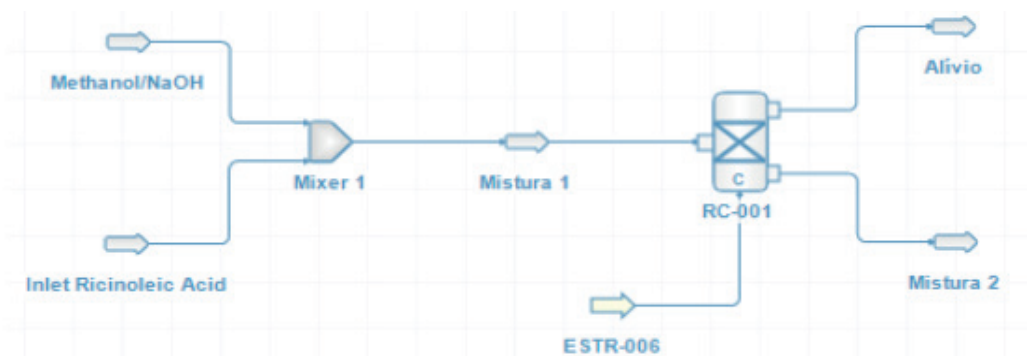 Methanol/NaOH
Alívio
Mixer 1
Mistura 1
C
RC-001
Inlet Ricinoleic Acid
Mistura 2
ESTR-006